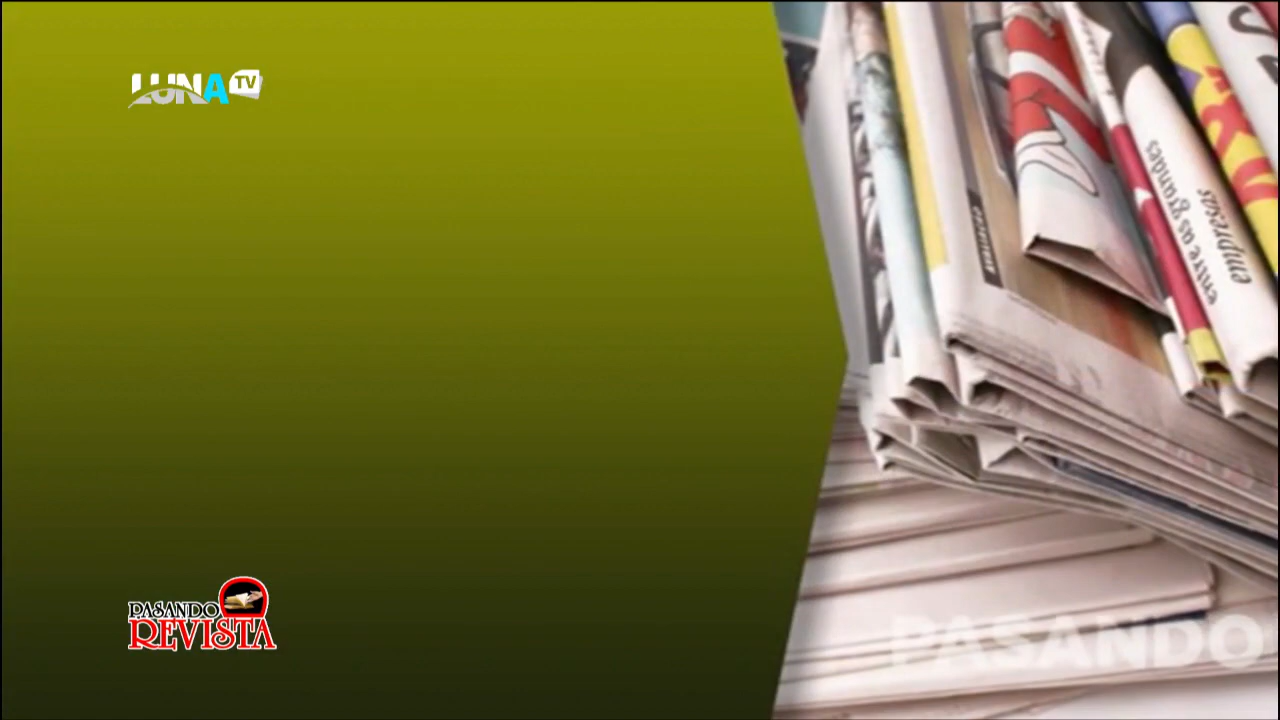 LUNA TV
entre as grandes
empresas
PASANDO
REVISTA
PASANDO